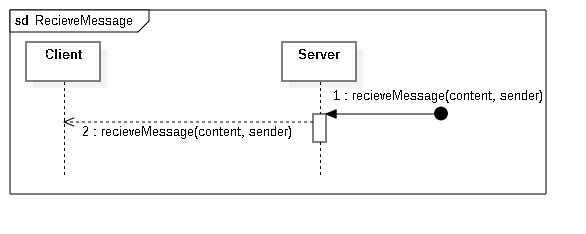 sd RecieveMessage
Client
Server
1 : recieveMessage(content, sender)
2 : recieveMessage(content, sender)